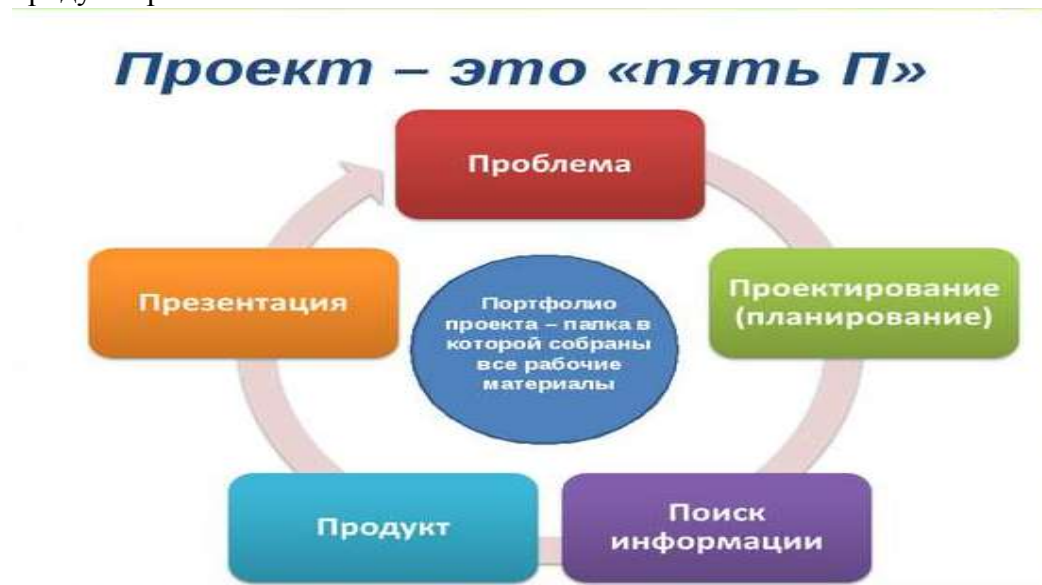 Проект – это «пять П»
Проблема
Проектирование
(планирование)
Поиск
информации
Продукт
Презентация
Портфолио
проекта – папка в
которой собраны
все рабочие
материалы